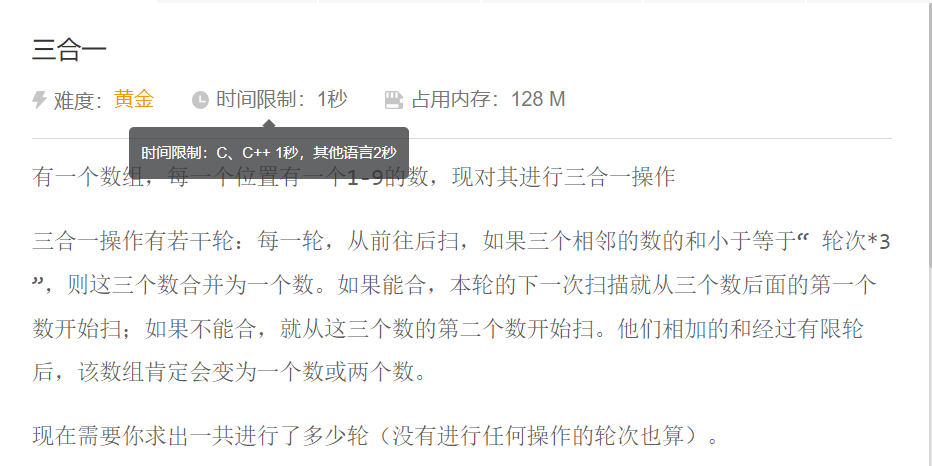 三合一
难度：黄金 时间限制：1秒 占用内存：128 M
时间限制：C、C++ 1秒，其他语言2秒
有一个数组，每一个位置有一个1-9的数，现对其进行三合一操作
三合一操作有若干轮：每一轮，从前往后扫，如果三个相邻的数的和小于等于“ 轮次*3
”，则这三个数合并为一个数。如果能合，本轮的下一次扫描就从三个数后面的第一个
数开始扫；如果不能合，就从这三个数的第二个数开始扫。他们相加的和经过有限轮
后，该数组肯定会变为一个数或两个数。
现在需要你求出一共进行了多少轮（没有进行任何操作的轮次也算）。